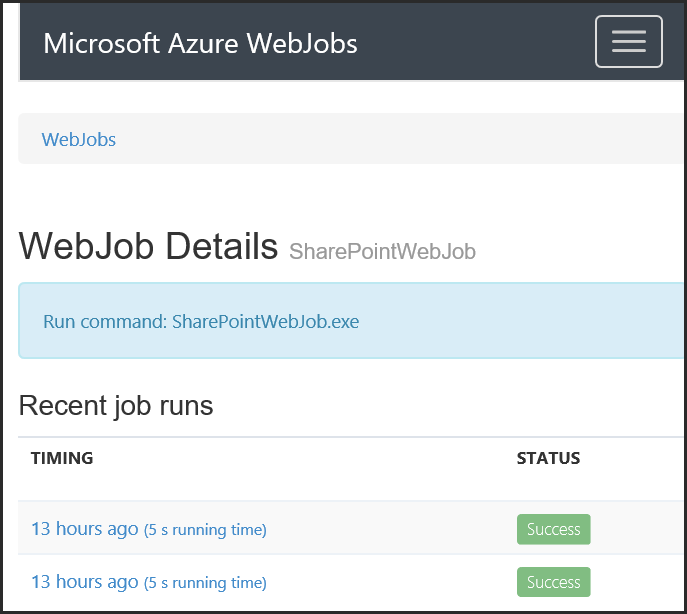 Microsoft Azure WebJobs
WebJobs
WebJob Details SharePointWebJob
Run command: SharePointWebJob.exe
Recent job runs
TIMING STATUS
13 hours ago (5 s running time) Success
13 hours ago (5 s running time) Success